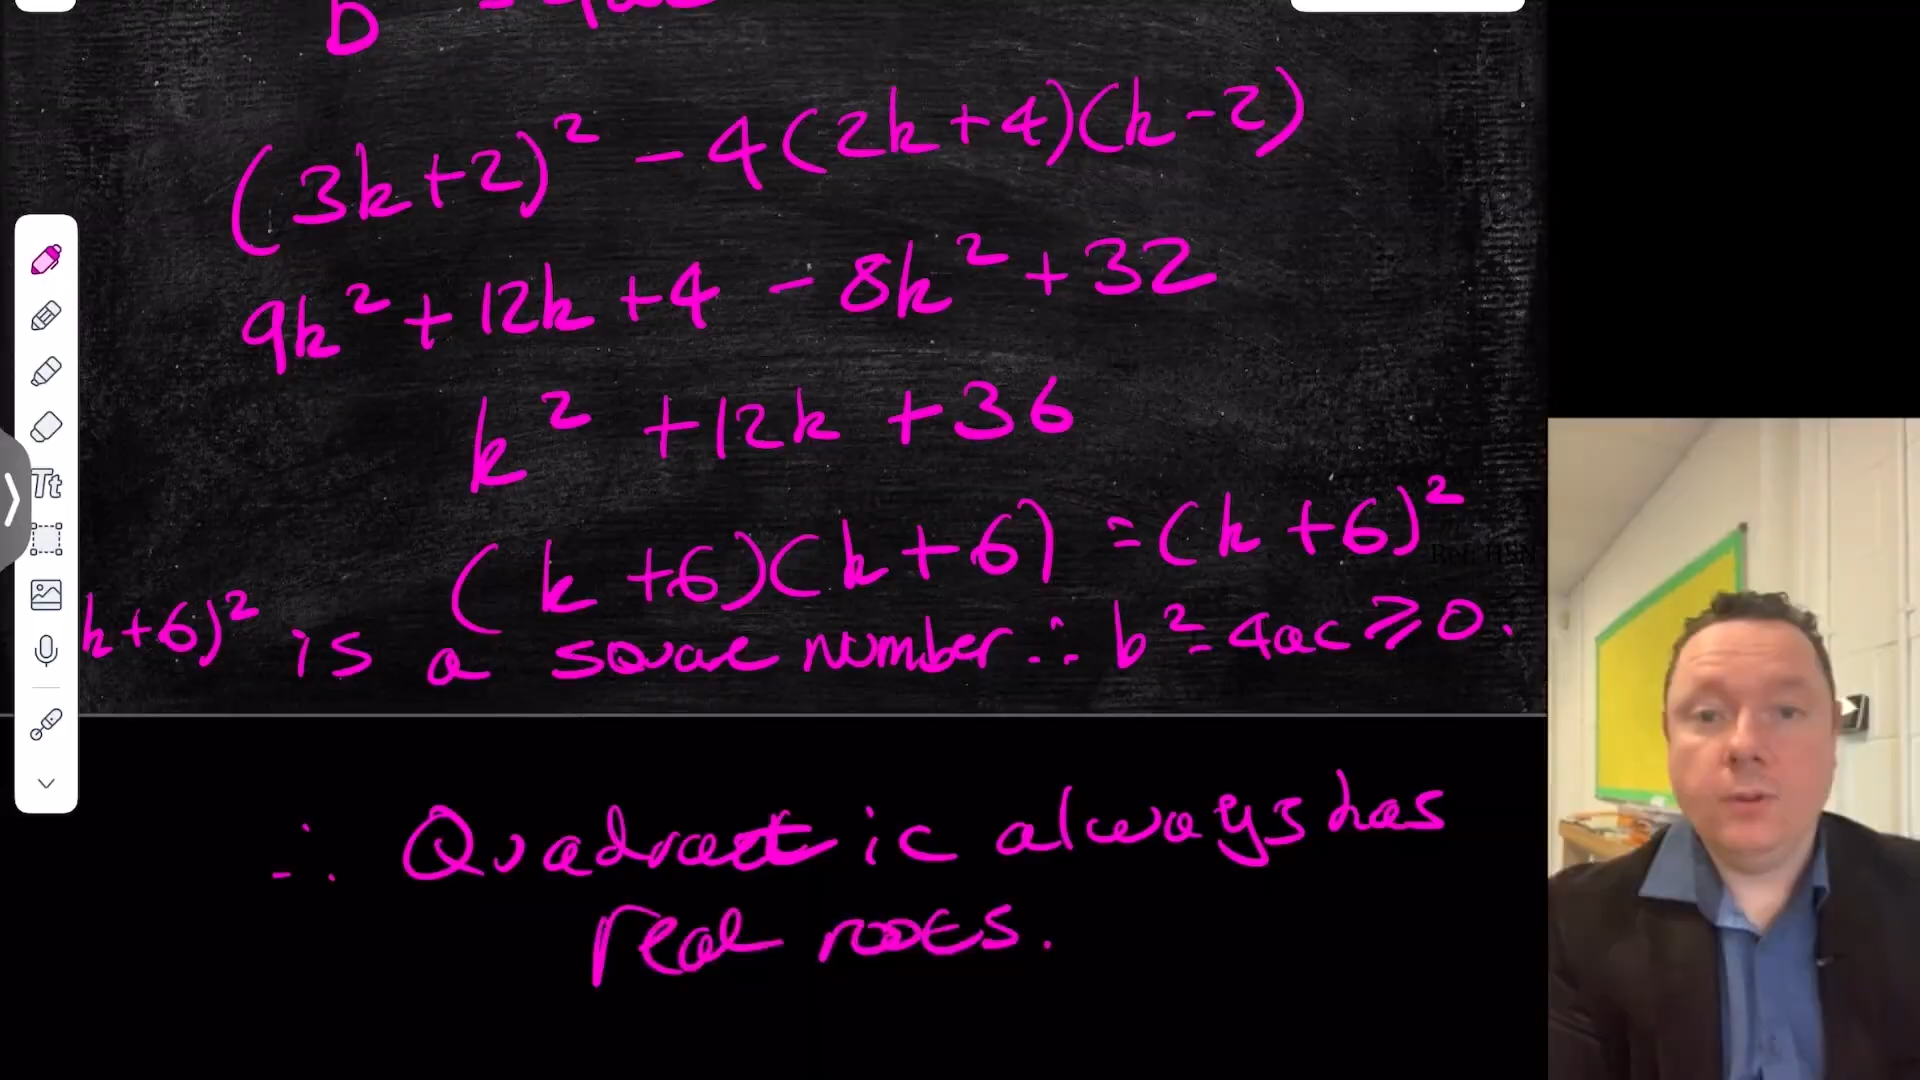 (3k+2)² - 4(2k+4)(k-2)
9k² + 12k + 4 - 8k² + 32
k² + 12k + 36
(k+6)(k+6) = (k+6)²
k+6)² is a square number ∴ b² - 4ac ⩾ 0.
∴ Quadratic always has
real roots.
Tt